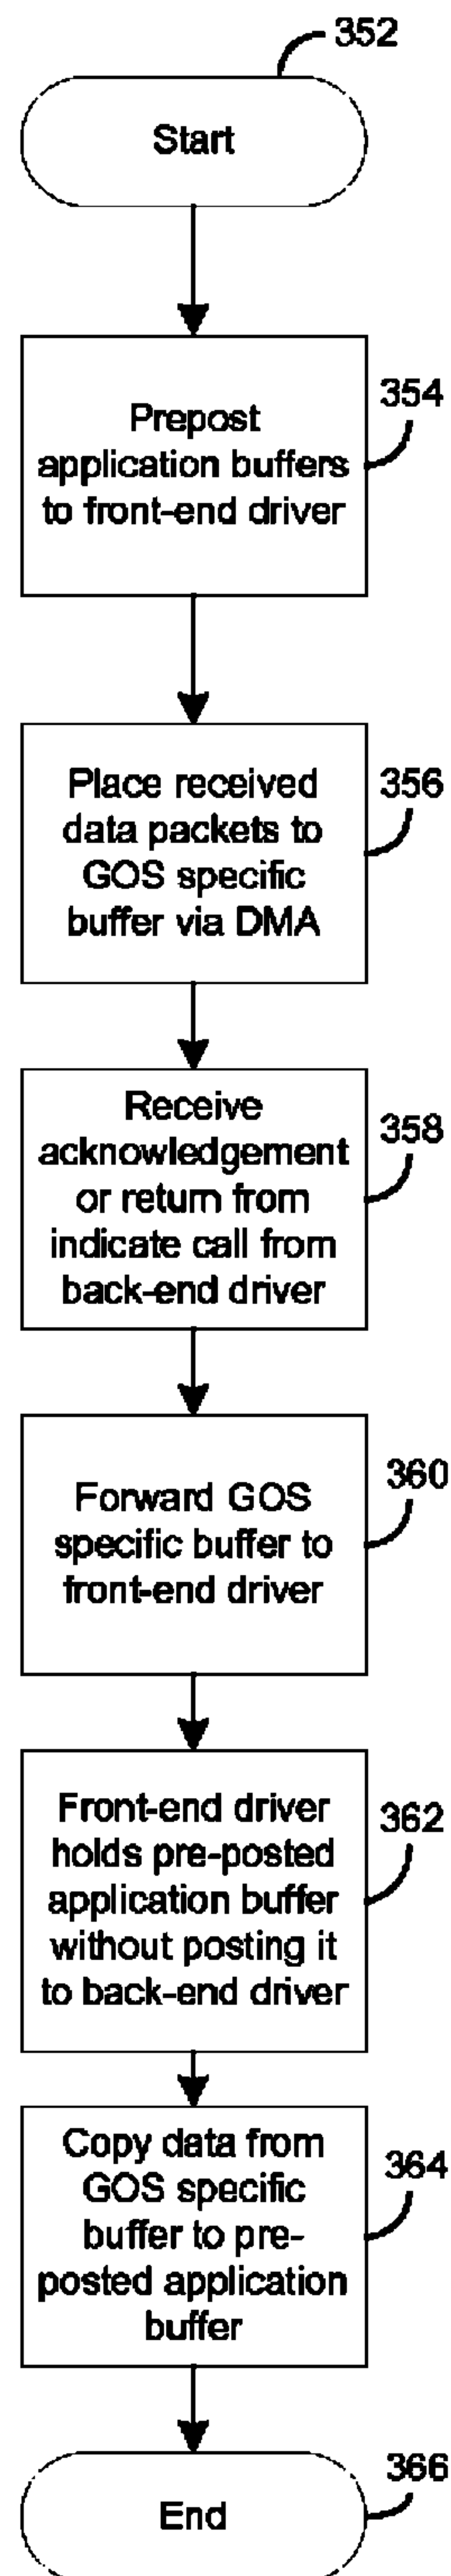 352
Start
354
Prepost
application buffers
to front-end driver
356
Place received
data packets to
GOS specific
buffer via DMA
358
Receive
acknowledgement
or return from
indicate call from
back-end driver
360
Forward GOS
specific buffer to
front-end driver
362
Front-end driver
holds pre-posted
application buffer
without posting it
to back-end driver
364
Copy data from
GOS specific
buffer to pre-
posted application
buffer
366
End